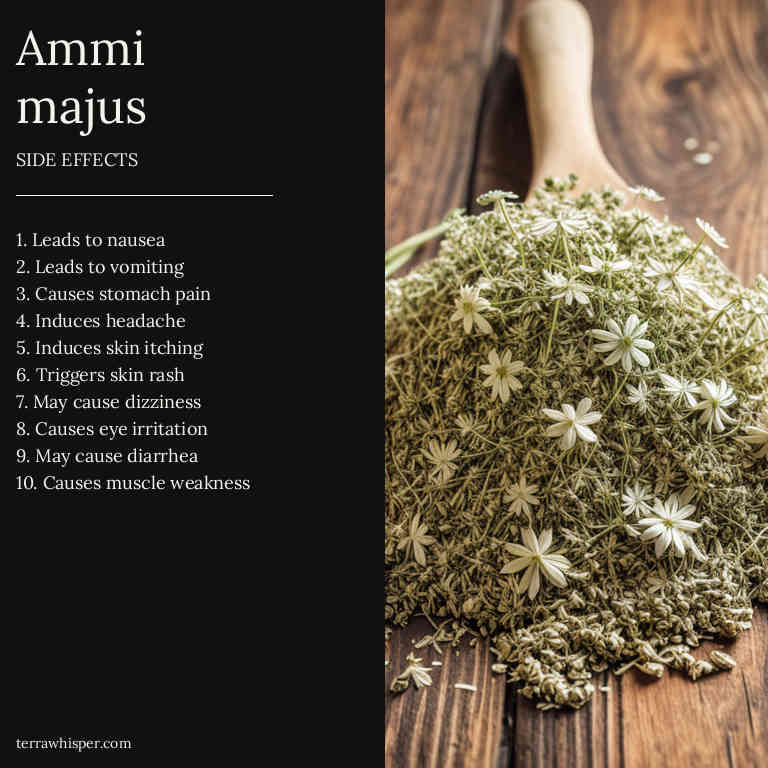 Ammi
majus
SIDE EFFECTS
1. Leads to nausea
2. Leads to vomiting
3. Causes stomach pain
4. Induces headache
5. Induces skin itching
6. Triggers skin rash
7. May cause dizziness
8. Causes eye irritation
9. May cause diarrhea
10. Causes muscle weakness
terrawhisper.com